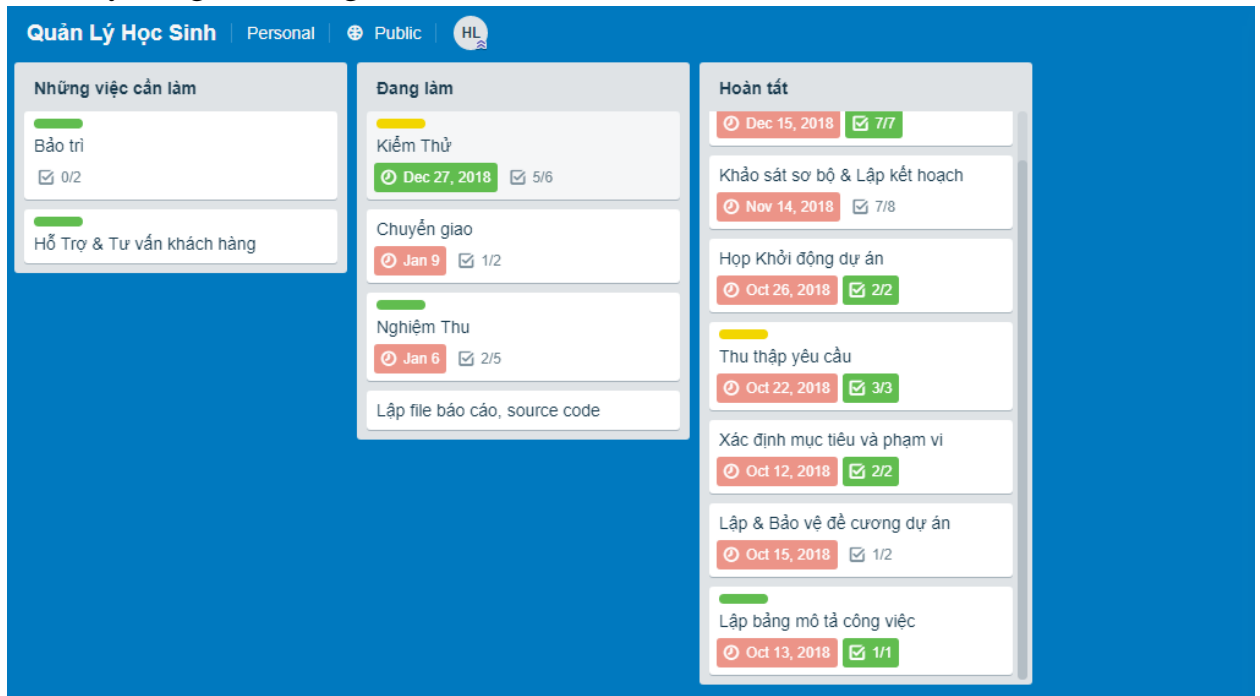 Quản Lý Học Sinh Personal Public HL
Những việc cần làm
Bảo trì
0/2
Hỗ Trợ & Tư vấn khách hàng
Đang làm
Kiểm Thử
Dec 27, 2018 5/6
Chuyển giao
Jan 9 1/2
Nghiệm Thu
Jan 6 2/5
Lập file báo cáo, source code
Hoàn tất
Dec 15, 2018 7/7
Khảo sát sơ bộ & Lập kết hoạch
Nov 14, 2018 7/8
Họp Khởi động dự án
Oct 26, 2018 2/2
Thu thập yêu cầu
Oct 22, 2018 3/3
Xác định mục tiêu và phạm vi
Oct 12, 2018 2/2
Lập & Bảo vệ đề cương dự án
Oct 15, 2018 1/2
Lập bảng mô tả công việc
Oct 13, 2018 1/1